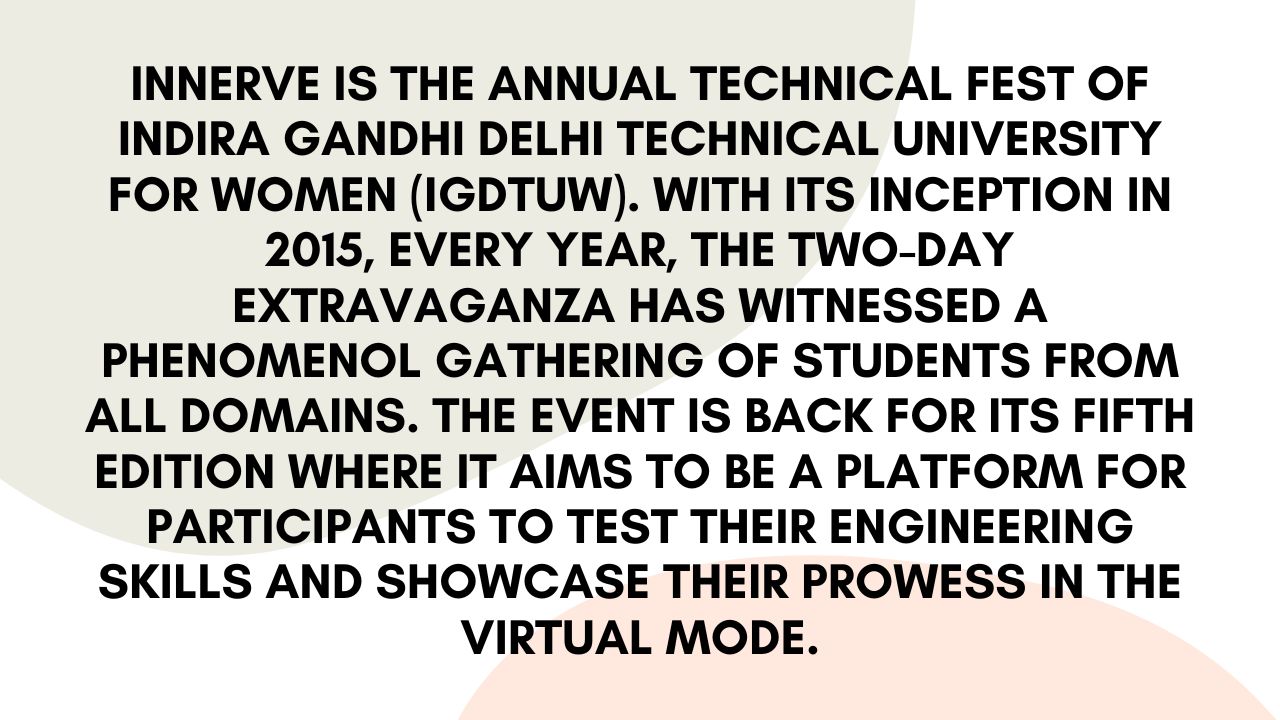 INNERVE IS THE ANNUAL TECHNICAL FEST OF
INDIRA GANDHI DELHI TECHNICAL UNIVERSITY
FOR WOMEN (IGDTUW). WITH ITS INCEPTION IN
2015, EVERY YEAR, THE TWO-DAY
EXTRAVAGANZA HAS WITNESSED A
PHENOMENOL GATHERING OF STUDENTS FROM
ALL DOMAINS. THE EVENT IS BACK FOR ITS FIFTH
EDITION WHERE IT AIMS TO BE A PLATFORM FOR
PARTICIPANTS TO TEST THEIR ENGINEERING
SKILLS AND SHOWCASE THEIR PROWESS IN THE
VIRTUAL MODE.